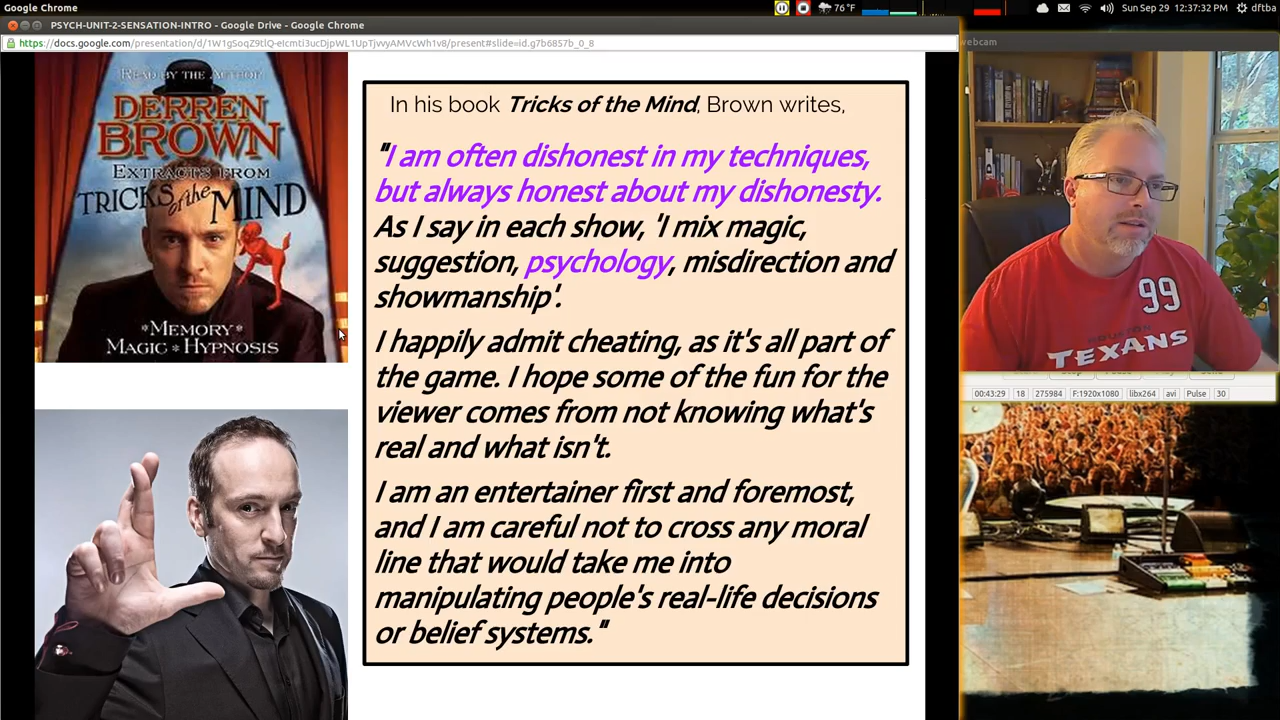 Google Chrome
76 °F
Sun Sep 29 12:37:32 PM
dftba
PSYCH-UNIT-2-SENSATION-INTRO - Google Drive - Google Chrome
webcam
READ BY THE AUTHOR
DERREN
BROWN
EXTRACTS FROM
TRICKS of the MIND
*MEMORY*
MAGIC * HYPNOSIS
In his book Tricks of the Mind, Brown writes,
"I am often dishonest in my techniques,
but always honest about my dishonesty.
As I say in each show, 'I mix magic,
suggestion, psychology, misdirection and
showmanship'.
I happily admit cheating, as it's all part of
the game. I hope some of the fun for the
viewer comes from not knowing what's
real and what isn't.
I am an entertainer first and foremost,
and I am careful not to cross any moral
line that would take me into
manipulating people's real-life decisions
or belief systems."
99
HOUSTON
TEXANS
00:43:29 18 275984 F:1920x1080 libx264 avi Pulse 30